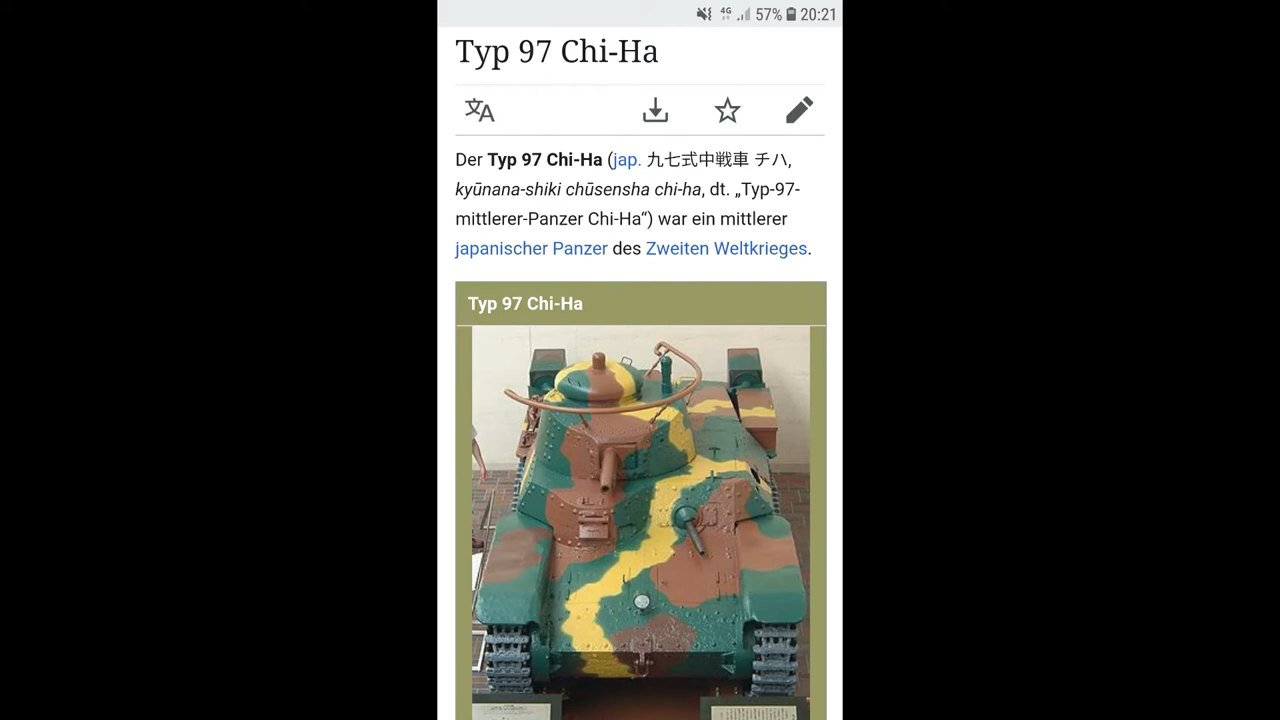 4G 57% 20:21
Typ 97 Chi-Ha
Der Typ 97 Chi-Ha (jap. 九七式中戦車 チハ,
kyūnana-shiki chūsensha chi-ha, dt. „Typ-97-
mittlerer-Panzer Chi-Ha“) war ein mittlerer
japanischer Panzer des Zweiten Weltkrieges.
Typ 97 Chi-Ha